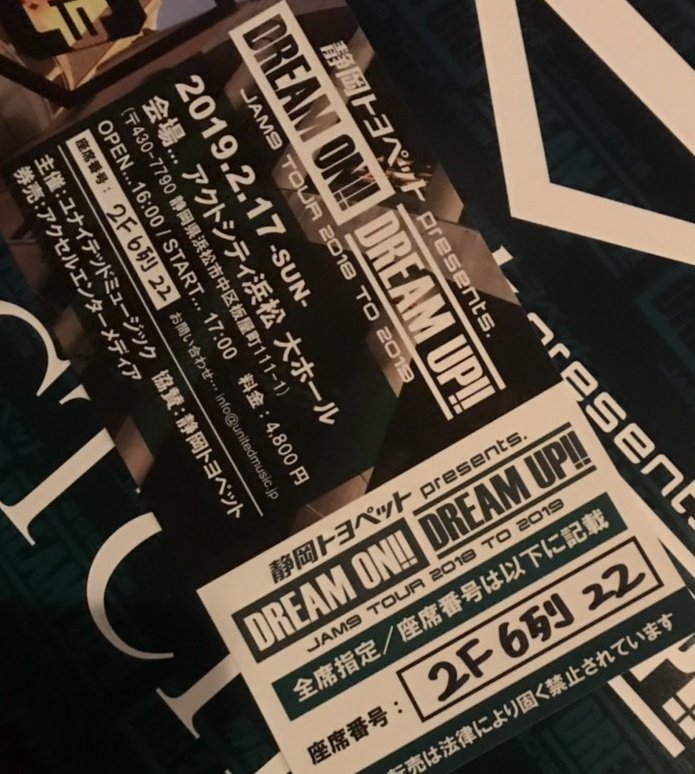 静岡トヨペット presents.
DREAM ON!! DREAM UP!!
JAM9 TOUR 2018 TO 2019
2019.2.17 -SUN-
会場… アクトシティ浜松 大ホール
(〒430-7790 静岡県浜松市中区板屋町111-1)
OPEN…16:00 / START… 17:00 料金：4.800円
座席番号： 2F 6列 22
お問い合わせ… info@unitedmusic.jp
主催：ユナイテッドミュージック 協賛：静岡トヨペット
券売：アクセルエンターメディア
静岡トヨペット presents.
DREAM ON!! DREAM UP!!
JAM9 TOUR 2018 TO 2019
全席指定／座席番号は以下に記載
座席番号： 2F 6列 22
売は法律により固く禁止されています
presents